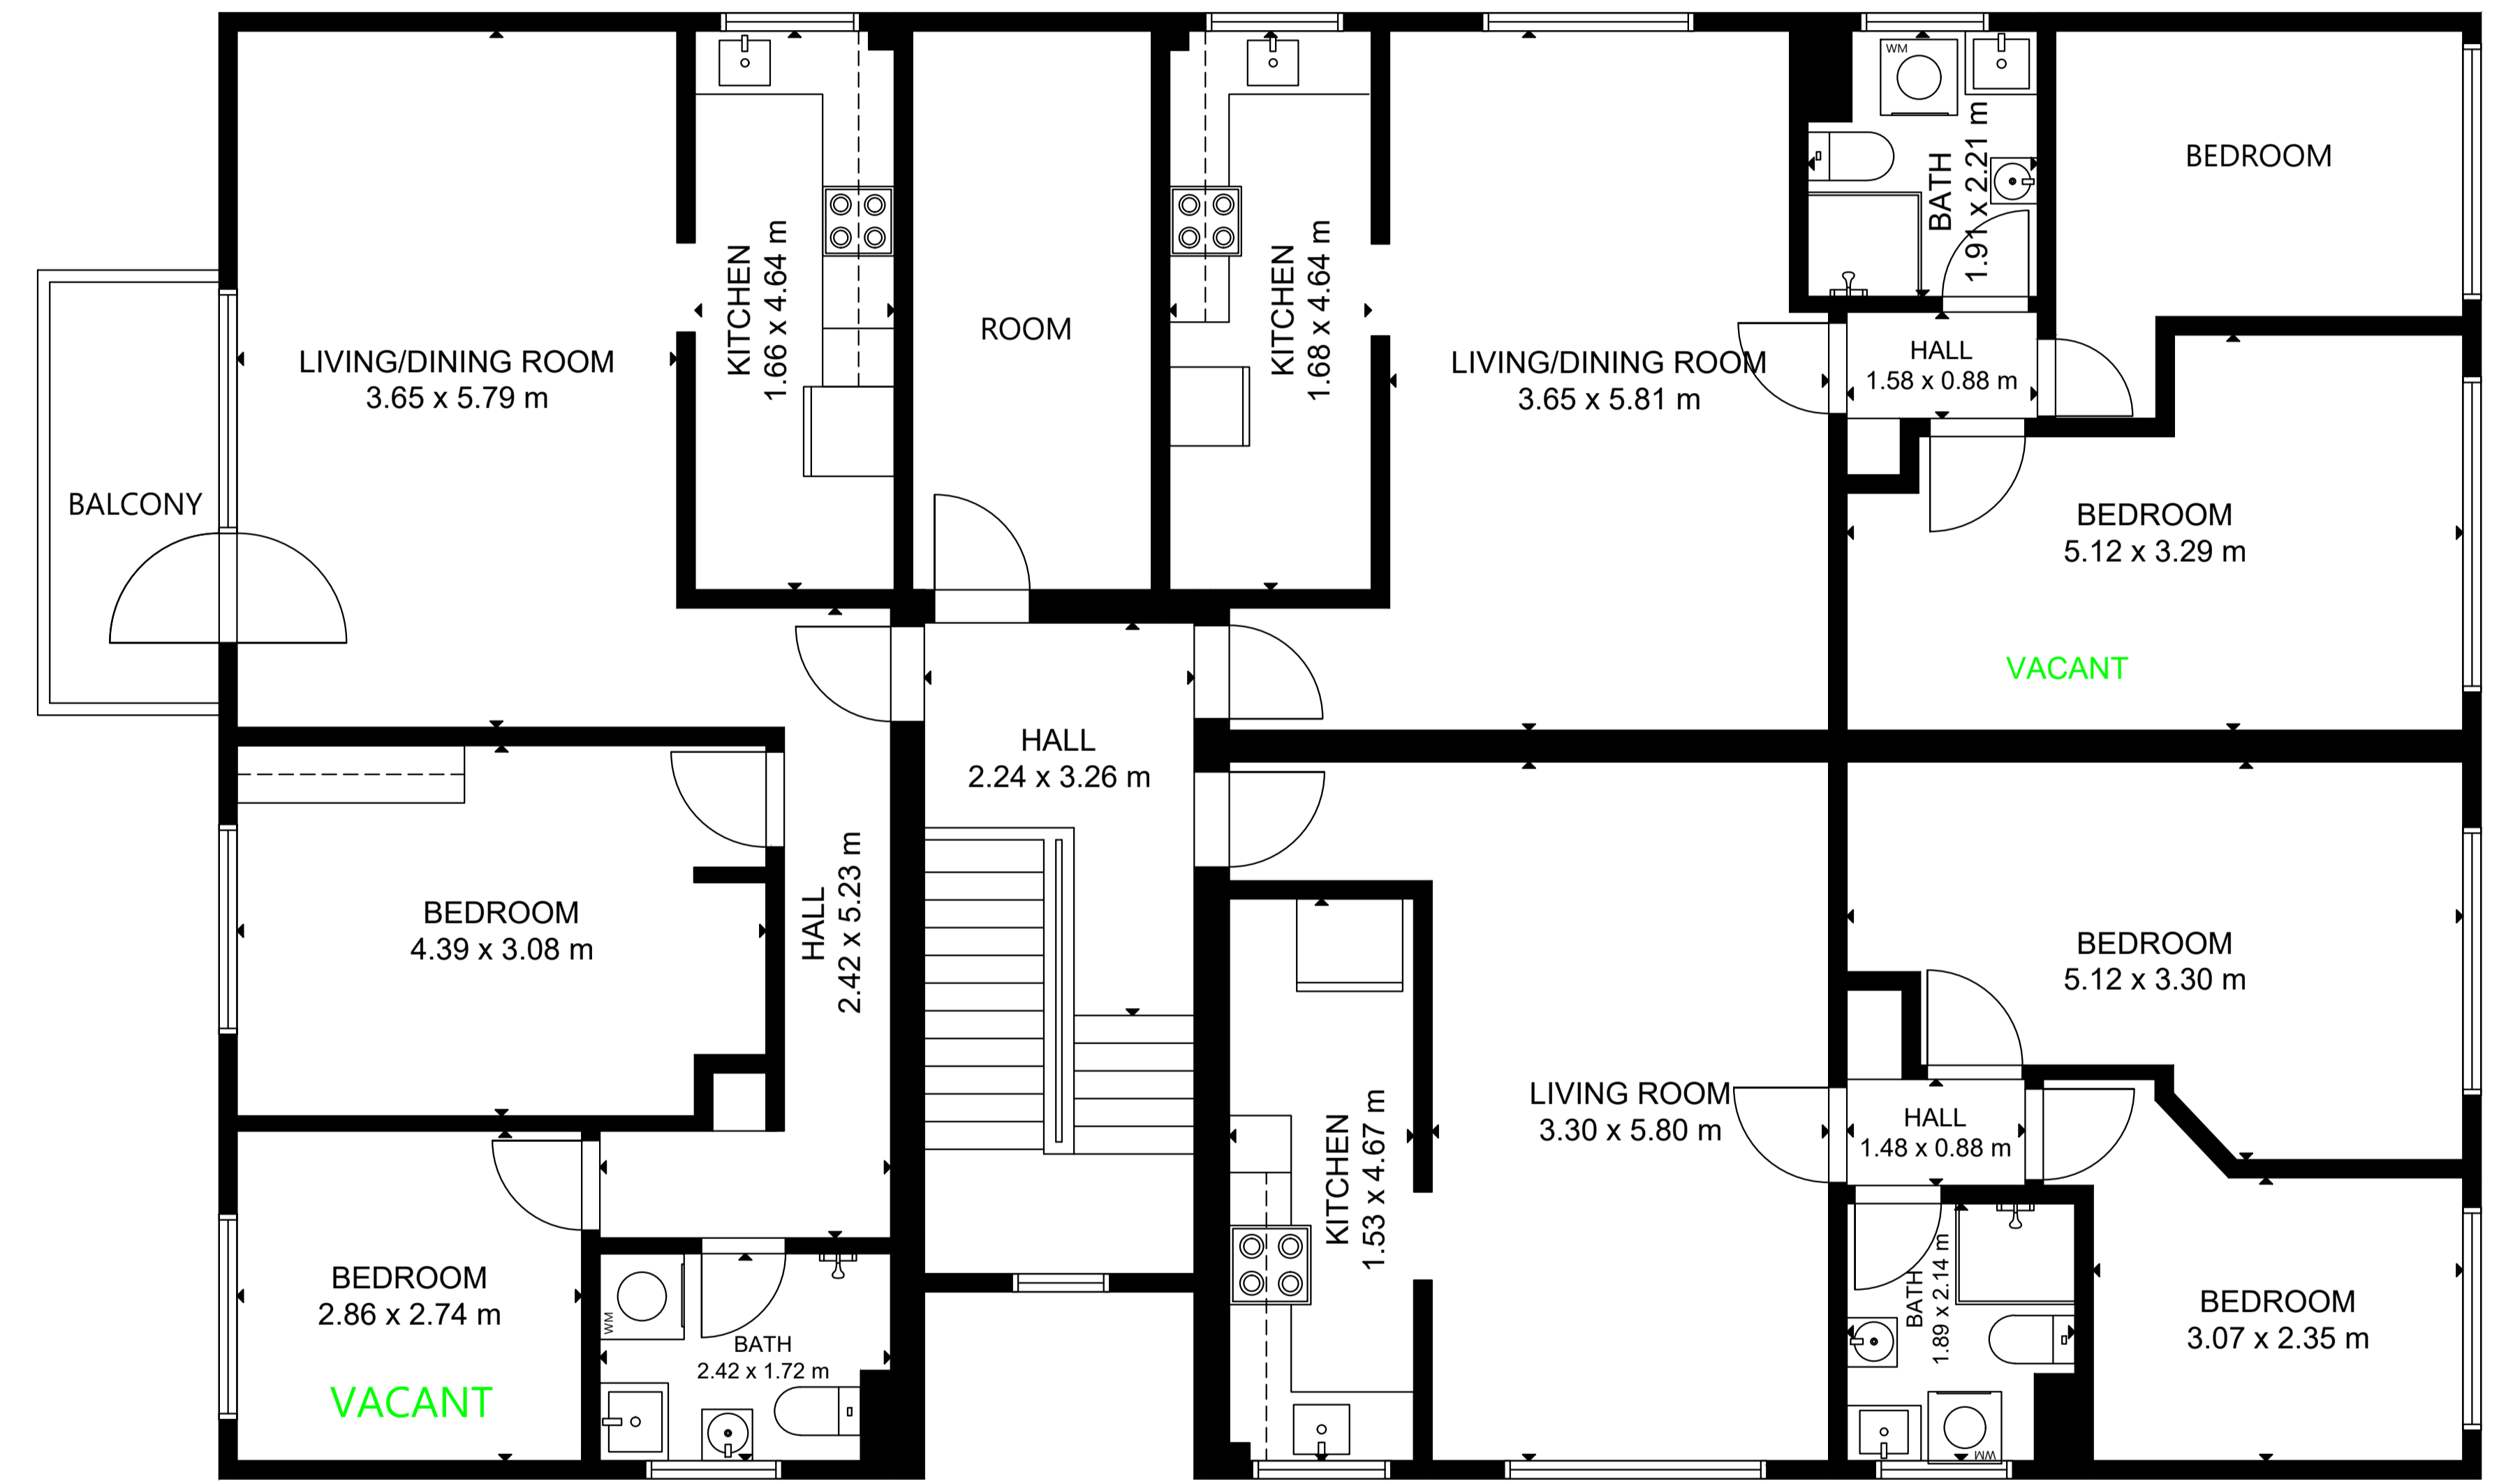 WM
BEDROOM
BATH
1.91 x 2.21 m
KITCHEN
1.66 x 4.64 m
ROOM
KITCHEN
1.68 x 4.64 m
LIVING/DINING ROOM
3.65 x 5.79 m
LIVING/DINING ROOM
3.65 x 5.81 m
HALL
1.58 x 0.88 m
BALCONY
BEDROOM
5.12 x 3.29 m
VACANT
HALL
2.24 x 3.26 m
BEDROOM
4.39 x 3.08 m
HALL
2.42 x 5.23 m
BEDROOM
5.12 x 3.30 m
LIVING ROOM
3.30 x 5.80 m
KITCHEN
1.53 x 4.67 m
HALL
1.48 x 0.88 m
BEDROOM
2.86 x 2.74 m
VACANT
WM
BATH
2.42 x 1.72 m
BATH
1.89 x 2.14 m
BEDROOM
3.07 x 2.35 m
WM